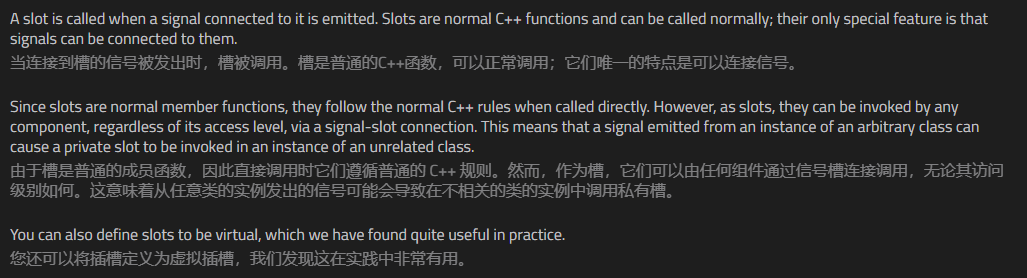 A slot is called when a signal connected to it is emitted. Slots are normal C++ functions and can be called normally; their only special feature is that
signals can be connected to them.
当连接到槽的信号被发出时，槽被调用。槽是普通的C++函数，可以正常调用；它们唯一的特点是可以连接信号。
Since slots are normal member functions, they follow the normal C++ rules when called directly. However, as slots, they can be invoked by any
component, regardless of its access level, via a signal-slot connection. This means that a signal emitted from an instance of an arbitrary class can
cause a private slot to be invoked in an instance of an unrelated class.
由于槽是普通的成员函数，因此直接调用时它们遵循普通的 C++ 规则。然而，作为槽，它们可以由任何组件通过信号槽连接调用，无论其访问
级别如何。这意味着从任意类的实例发出的信号可能会导致在不相关的类的实例中调用私有槽。
You can also define slots to be virtual, which we have found quite useful in practice.
您还可以将插槽定义为虚拟插槽，我们发现这在实践中非常有用。